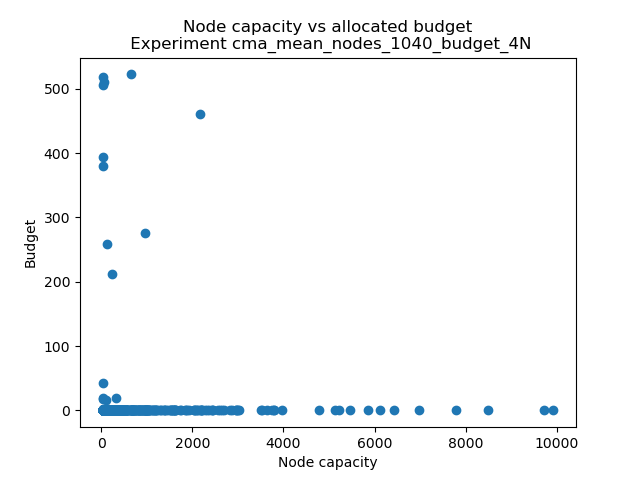 Node capacity vs allocated budget
Experiment cma_mean_nodes_1040_budget_4N
500
400
300
200
100
0
Budget
0 2000 4000 6000 8000 10000
Node capacity